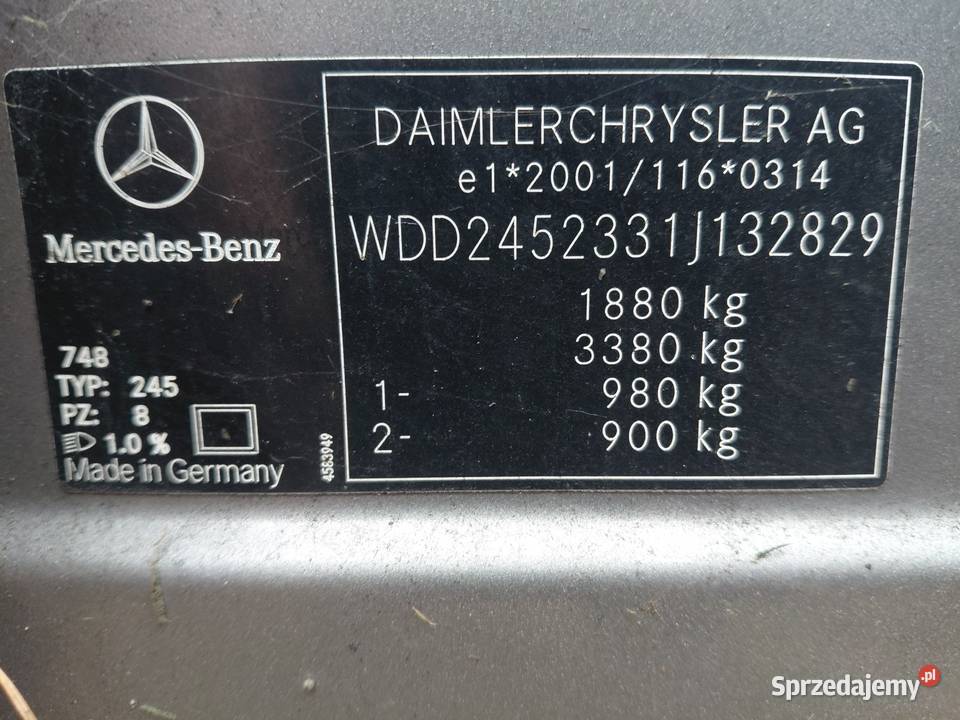 Mercedes-Benz
748
TYP: 245
PZ: 8
1.0 %
Made in Germany
4583949
DAIMLERCHRYSLER AG
e1*2001/116*0314
WDD2452331J132829
1880 kg
3380 kg
1- 980 kg
2- 900 kg
Sprzedajemy.pl